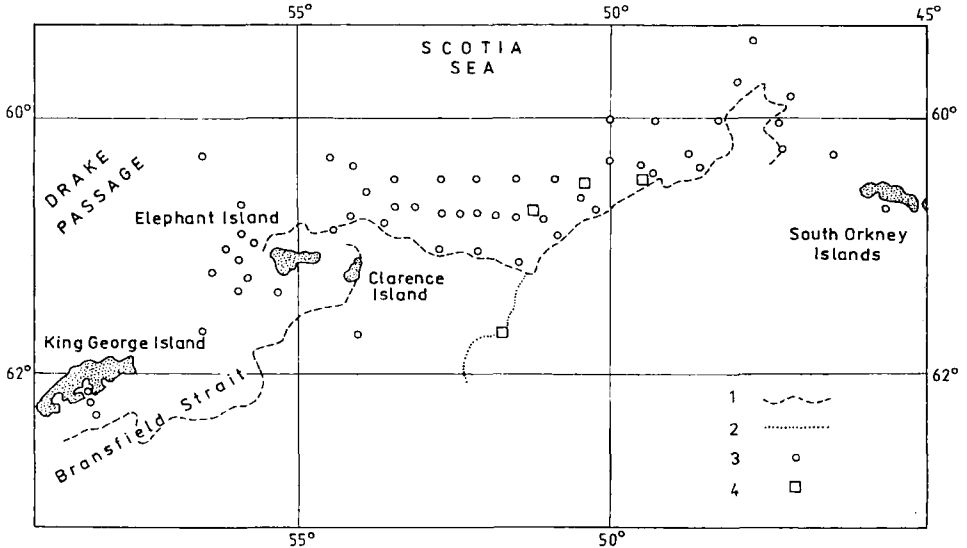 55° 50° 45°
SCOTIA
SEA
60° 60°
DRAKE
PASSAGE
Elephant Island
South Orkney
Islands
Clarence
Island
King George Island
62° 62°
Bransfield Strait
1
2
3
4
55° 50°